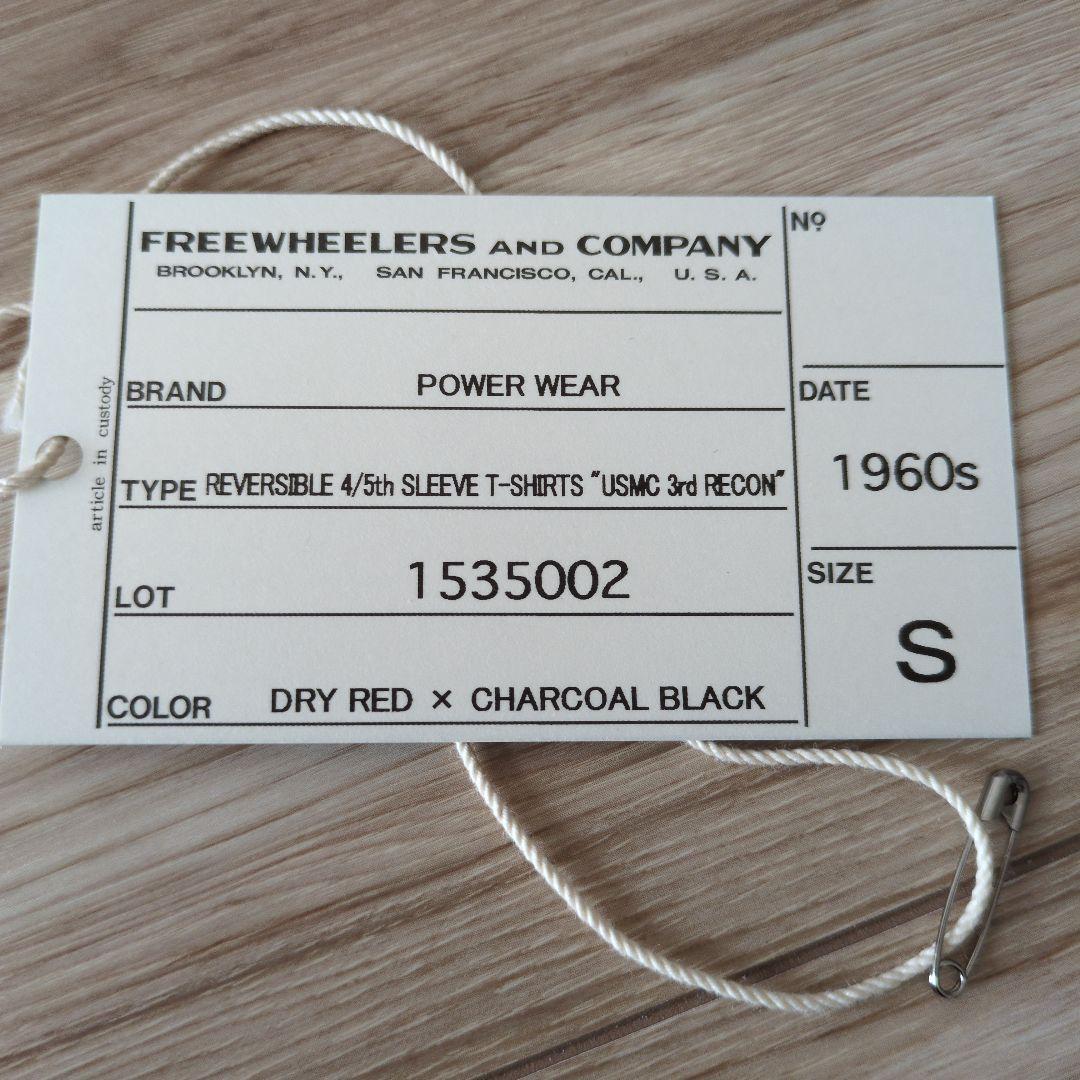 FREEWHEELERS AND COMPANY
BROOKLYN, N.Y., SAN FRANCISCO, CAL., U. S. A.
Nº
BRAND POWER WEAR
DATE 1960s
TYPE REVERSIBLE 4/5th SLEEVE T-SHIRTS "USMC 3rd RECON"
LOT 1535002
SIZE S
COLOR DRY RED × CHARCOAL BLACK
article in custody